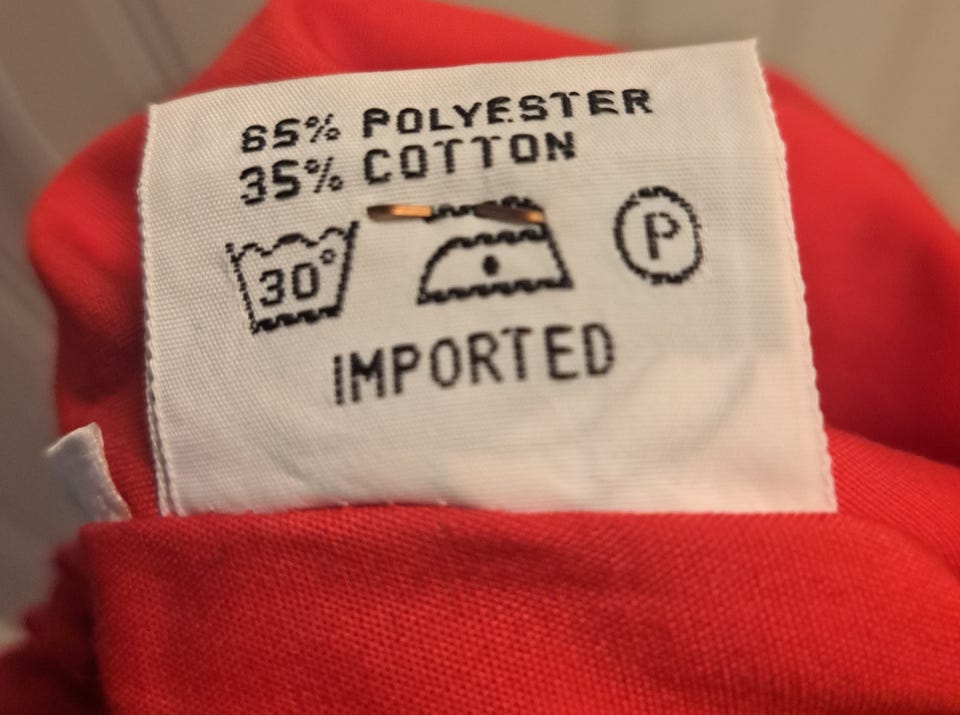 65% POLYESTER
35% COTTON
30° P
IMPORTED